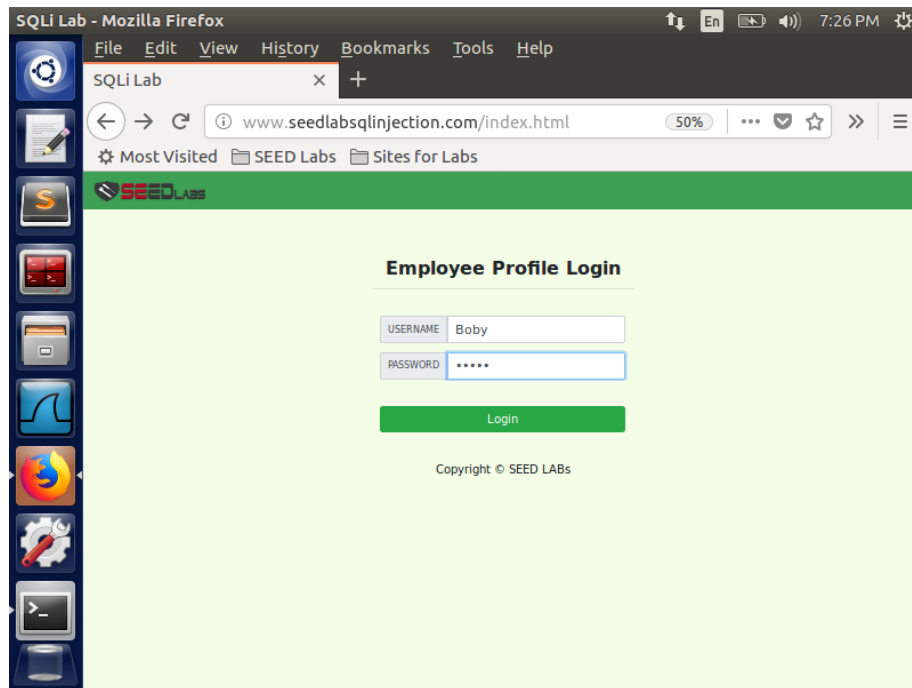 SQLi Lab - Mozilla Firefox En 7:26 PM
File Edit View History Bookmarks Tools Help
SQLi Lab
www.seedlabsqlinjection.com/index.html 50%
Most Visited SEED Labs Sites for Labs
SEEDLABS
Employee Profile Login
USERNAME Boby
PASSWORD •••••
Login
Copyright © SEED LABs